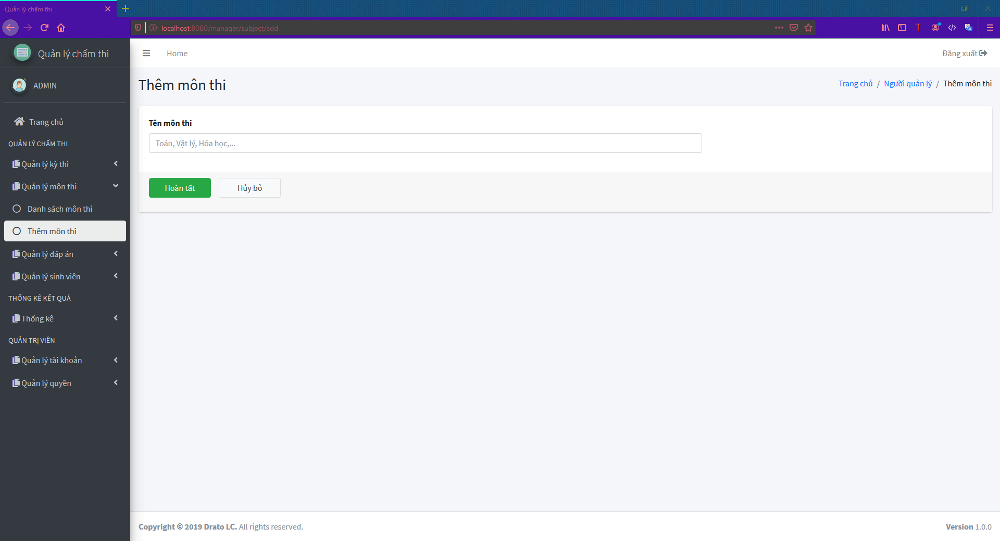 Quản lý chấm thi
localhost:8080/manager/subject/add
Quản lý chấm thi
Home
Đăng xuất
ADMIN
Thêm môn thi
Trang chủ / Người quản lý / Thêm môn thi
Trang chủ
QUẢN LÝ CHẤM THI
Quản lý kỳ thi
Quản lý môn thi
Danh sách môn thi
Thêm môn thi
Quản lý đáp án
Quản lý sinh viên
THỐNG KÊ KẾT QUẢ
Thống kê
QUẢN TRỊ VIÊN
Quản lý tài khoản
Quản lý quyền
Tên môn thi
Toán, Vật lý, Hóa học,...
Hoàn tất
Hủy bỏ
Copyright © 2019 Drato LC. All rights reserved.
Version 1.0.0